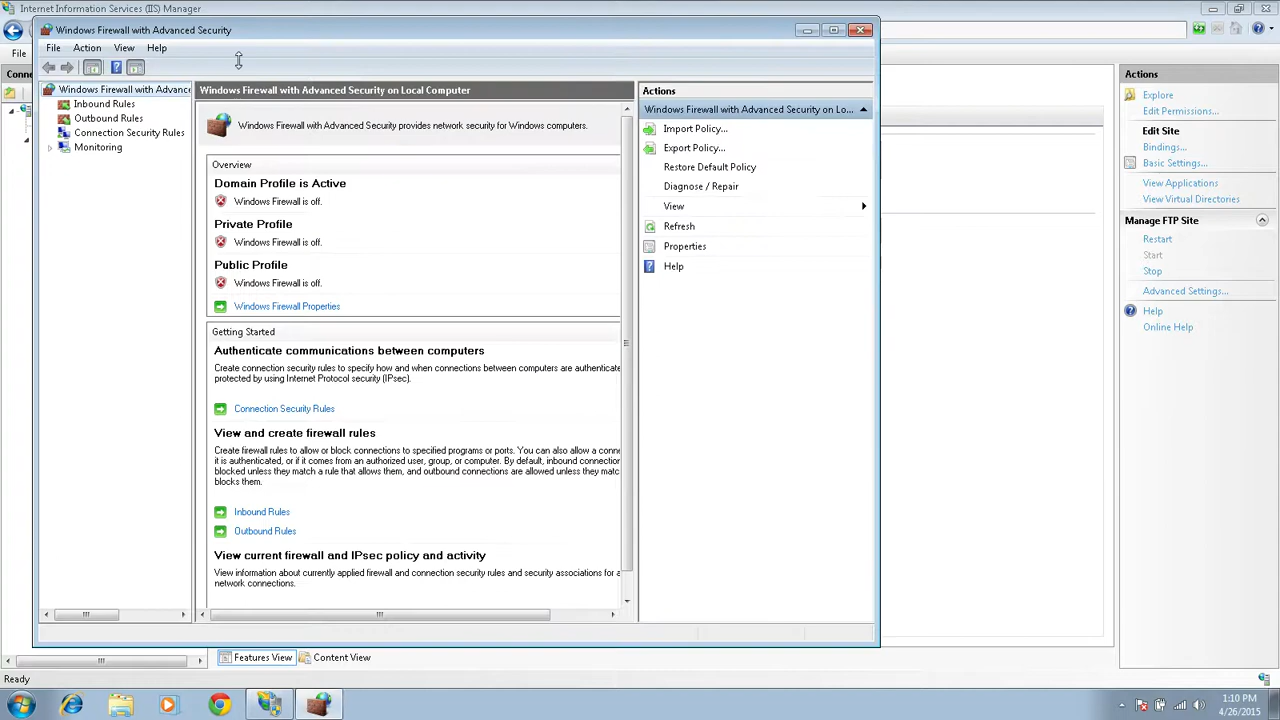 Internet Information Services (IIS) Manager
Windows Firewall with Advanced Security
File Action View Help
File
Conne
Windows Firewall with Advanc
Inbound Rules
Outbound Rules
Connection Security Rules
Monitoring
Windows Firewall with Advanced Security on Local Computer
Windows Firewall with Advanced Security provides network security for Windows computers.
Overview
Domain Profile is Active
Windows Firewall is off.
Private Profile
Windows Firewall is off.
Public Profile
Windows Firewall is off.
Windows Firewall Properties
Getting Started
Authenticate communications between computers
Create connection security rules to specify how and when connections between computers are authenticate
protected by using Internet Protocol security (IPsec).
Connection Security Rules
View and create firewall rules
Create firewall rules to allow or block connections to specified programs or ports. You can also allow a conne
it is authenticated, or if it comes from an authorized user, group, or computer. By default, inbound connection
blocked unless they match a rule that allows them, and outbound connections are allowed unless they matc
blocks them.
Inbound Rules
Outbound Rules
View current firewall and IPsec policy and activity
View information about currently applied firewall and connection security rules and security associations for a
network connections.
Actions
Windows Firewall with Advanced Security on Lo...
Import Policy...
Export Policy...
Restore Default Policy
Diagnose / Repair
View
Refresh
Properties
Help
Actions
Explore
Edit Permissions...
Edit Site
Bindings...
Basic Settings...
View Applications
View Virtual Directories
Manage FTP Site
Restart
Start
Stop
Advanced Settings...
Help
Online Help
Features View Content View
Ready
1:10 PM
4/26/2015